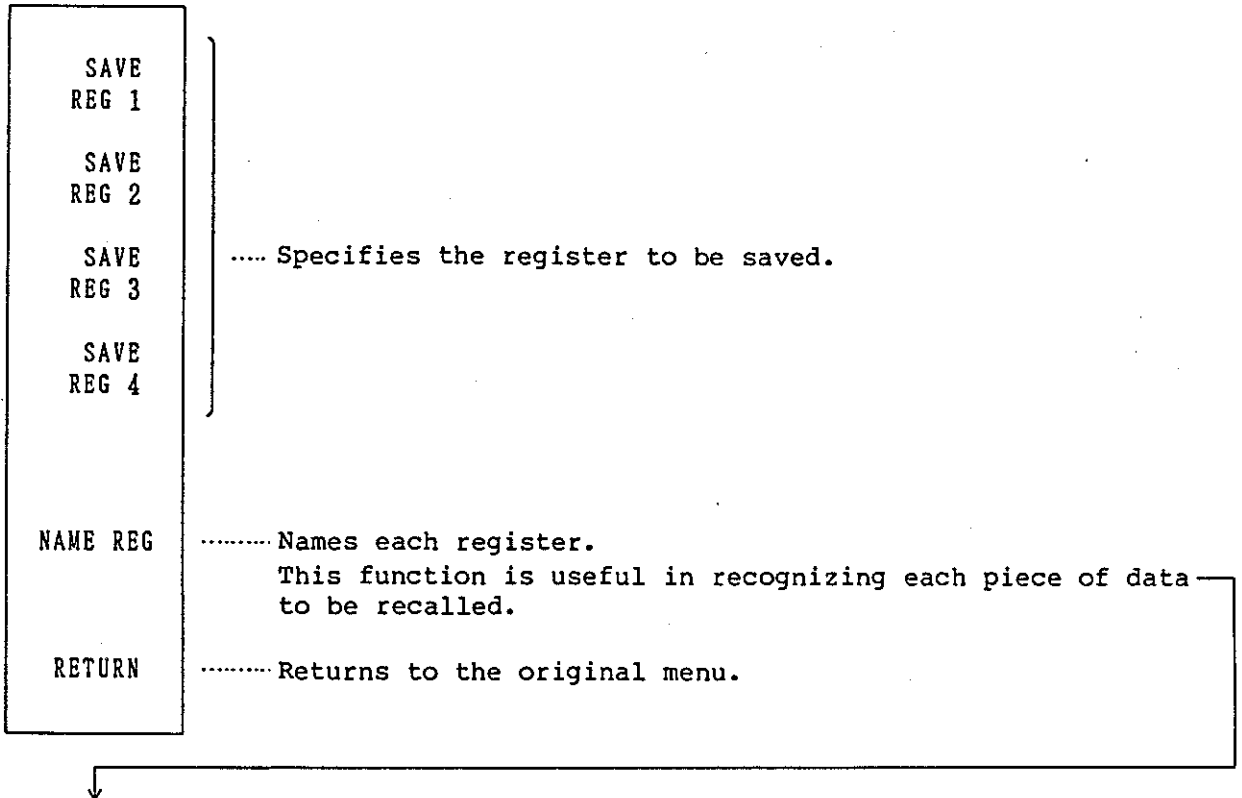 SAVE
REG 1
SAVE
REG 2
SAVE
REG 3
..... Specifies the register to be saved.
SAVE
REG 4
NAME REG .......... Names each register.
This function is useful in recognizing each piece of data
to be recalled.
RETURN .......... Returns to the original menu.